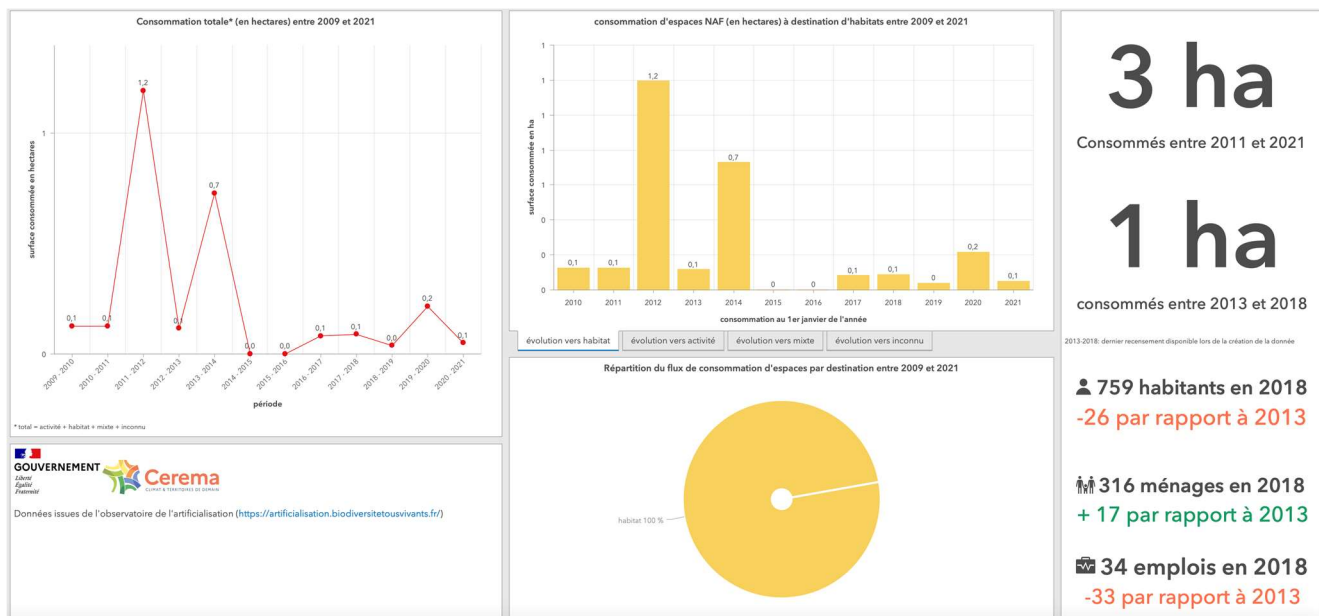 Consommation totale* (en hectares) entre 2009 et 2021
surface consommée en hectares
1
0
0,1
0,1
1,2
0,1
0,7
0,0
0,0
0,1
0,1
0,0
0,2
0,1
2009 - 2010
2010 - 2011
2011 - 2012
2012 - 2013
2013 - 2014
2014 - 2015
2015 - 2016
2016 - 2017
2017 - 2018
2018 - 2019
2019 - 2020
2020 - 2021
période
* total = activité + habitat + mixte + inconnu
GOUVERNEMENT
Liberté
Égalité
Fraternité
Cerema
CLIMAT & TERRITOIRES DE DEMAIN
Données issues de l'observatoire de l'artificialisation (https://artificialisation.biodiversitetousvivants.fr/)
consommation d'espaces NAF (en hectares) à destination d'habitats entre 2009 et 2021
surface consommée en ha
1
1
1
1
1
0
0
0
0,1
0,1
1,2
0,1
0,7
0
0
0,1
0,1
0
0,2
0,1
2010
2011
2012
2013
2014
2015
2016
2017
2018
2019
2020
2021
consommation au 1er janvier de l'année
évolution vers habitat
évolution vers activité
évolution vers mixte
évolution vers inconnu
Répartition du flux de consommation d'espaces par destination entre 2009 et 2021
habitat 100 %
3 ha
Consommés entre 2011 et 2021
1 ha
consommés entre 2013 et 2018
2013-2018: dernier recensement disponible lors de la création de la donnée
759 habitants en 2018
-26 par rapport à 2013
316 ménages en 2018
+ 17 par rapport à 2013
34 emplois en 2018
-33 par rapport à 2013